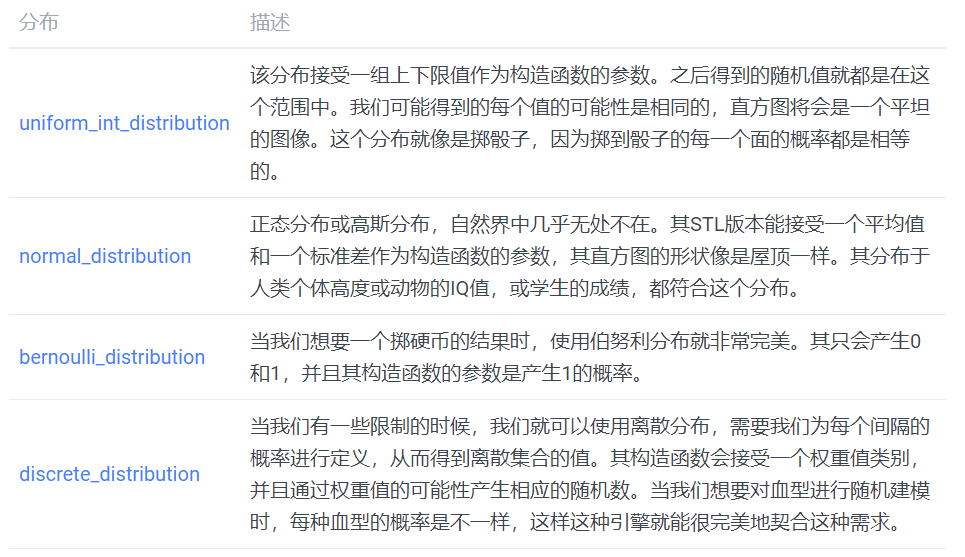 分布 描述
该分布接受一组上下限值作为构造函数的参数。之后得到的随机值就都是在这
个范围中。我们可能得到的每个值的可能性是相同的，直方图将会是一个平坦
uniform_int_distribution
的图像。这个分布就像是掷骰子，因为掷到骰子的每一个面的概率都是相等
的。
正态分布或高斯分布，自然界中几乎无处不在。其STL版本能接受一个平均值
normal_distribution
和一个标准差作为构造函数的参数，其直方图的形状像是屋顶一样。其分布于
人类个体高度或动物的IQ值，或学生的成绩，都符合这个分布。
当我们想要一个掷硬币的结果时，使用伯努利分布就非常完美。其只会产生0
bernoulli_distribution
和1，并且其构造函数的参数是产生1的概率。
当我们有一些限制的时候，我们就可以使用离散分布，需要我们为每个间隔的
概率进行定义，从而得到离散集合的值。其构造函数会接受一个权重值类别，
discrete_distribution
并且通过权重值的可能性产生相应的随机数。当我们想要对血型进行随机建模
时，每种血型的概率是不一样，这样这种引擎就能很完美地契合这种需求。